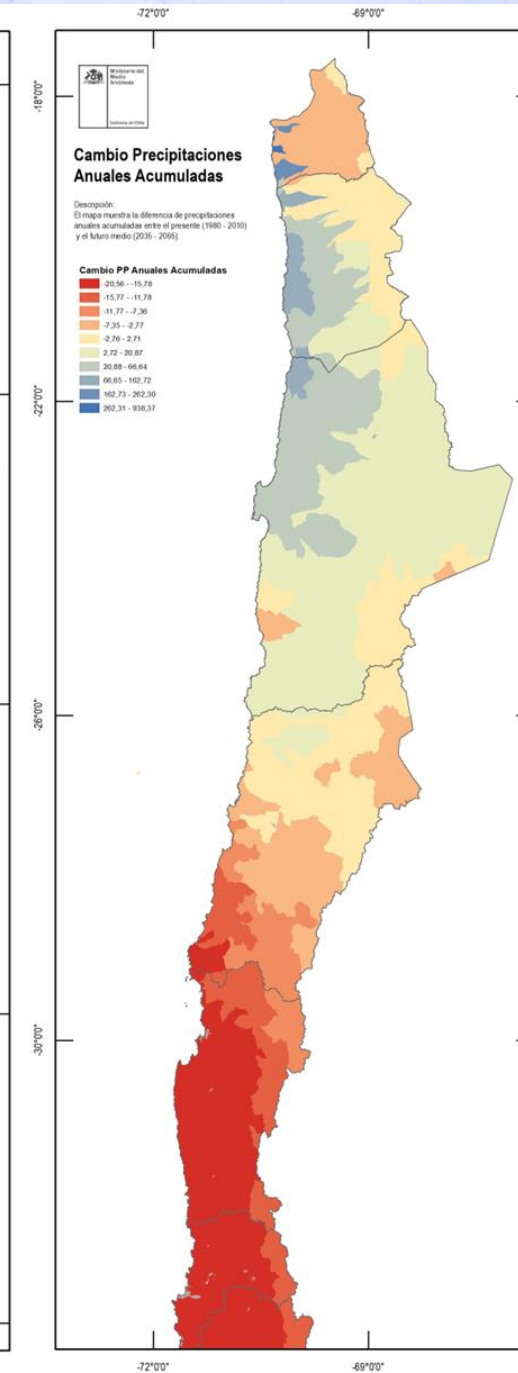 -72°0'0"
-69°0'0"
Ministerio del
Medio
Ambiente
Gobierno de Chile
Cambio Precipitaciones
Anuales Acumuladas
Descripción:
El mapa muestra la diferencia de precipitaciones
anuales acumuladas entre el presente (1980 - 2010)
y el futuro medio (2035 - 2065).
Cambio PP Anuales Acumuladas
-20,56 - -15,78
-15,77 - -11,78
-11,77 - -7,36
-7,35 - -2,77
-2,76 - 2,71
2,72 - 20,87
20,88 - 66,64
66,65 - 162,72
162,73 - 262,30
262,31 - 938,37
-18°0'0"
-22°0'0"
-26°0'0"
-30°0'0"
-72°0'0"
-69°0'0"